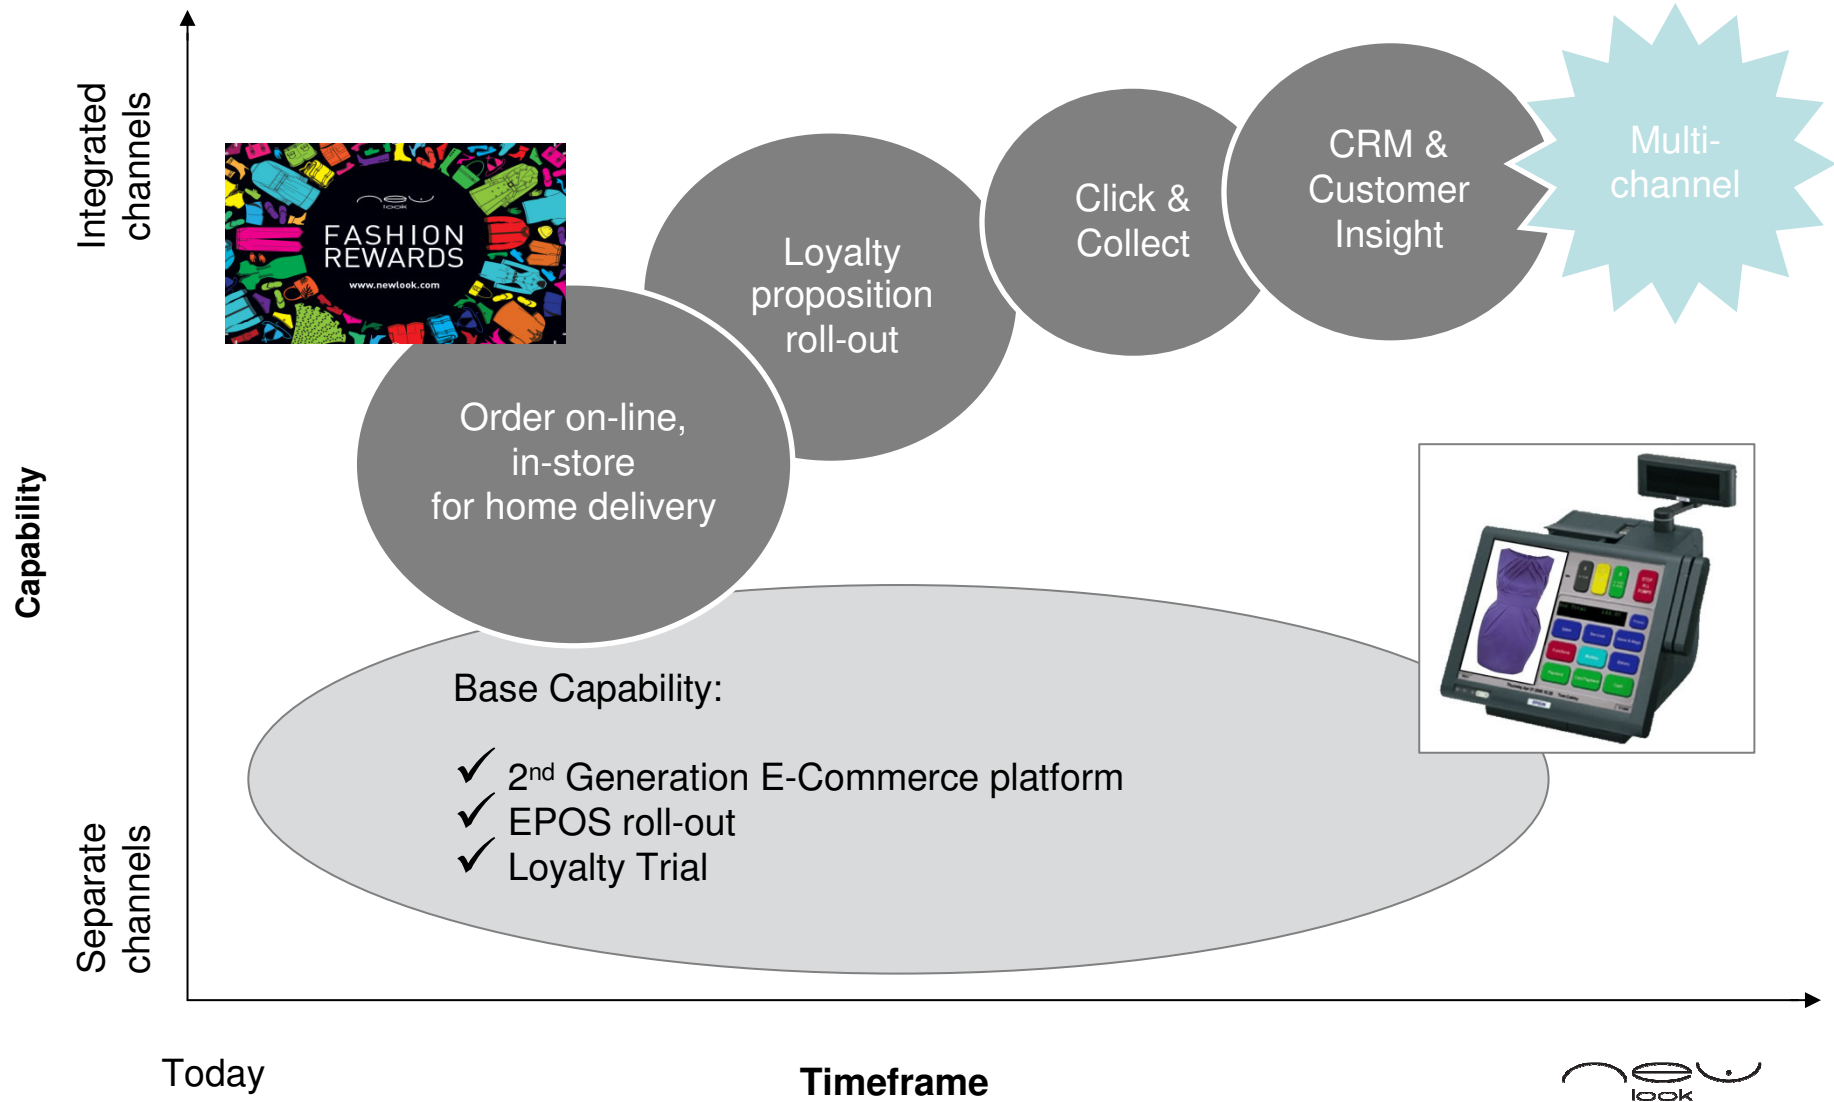 Integrated
channels
new
look
FASHION
REWARDS
www.newlook.com
Order on-line,
in-store
for home delivery
Loyalty
proposition
roll-out
Click &
Collect
CRM &
Customer
Insight
Multi-
channel
Capability
Base Capability:
✓ 2nd Generation E-Commerce platform
✓ EPOS roll-out
✓ Loyalty Trial
Separate
channels
Today
Timeframe
new
look